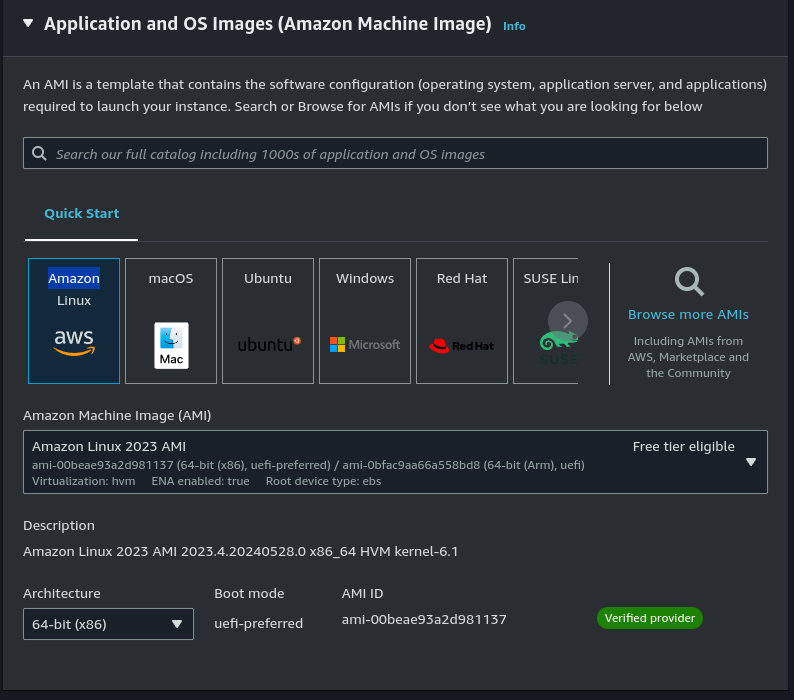 Application and OS Images (Amazon Machine Image) Info
An AMI is a template that contains the software configuration (operating system, application server, and applications)
required to launch your instance. Search or Browse for AMIs if you don’t see what you are looking for below
Search our full catalog including 1000s of application and OS images
Quick Start
Amazon
Linux
aws
macOS
Mac
Ubuntu
ubuntu
Windows
Microsoft
Red Hat
Red Hat
SUSE Lin
SUSE
Browse more AMIs
Including AMIs from
AWS, Marketplace and
the Community
Amazon Machine Image (AMI)
Amazon Linux 2023 AMI Free tier eligible
ami-00beae93a2d981137 (64-bit (x86), uefi-preferred) / ami-0bfac9aa66a558bd8 (64-bit (Arm), uefi)
Virtualization: hvm ENA enabled: true Root device type: ebs
Description
Amazon Linux 2023 AMI 2023.4.20240528.0 x86_64 HVM kernel-6.1
Architecture Boot mode AMI ID
64-bit (x86) uefi-preferred ami-00beae93a2d981137 Verified provider